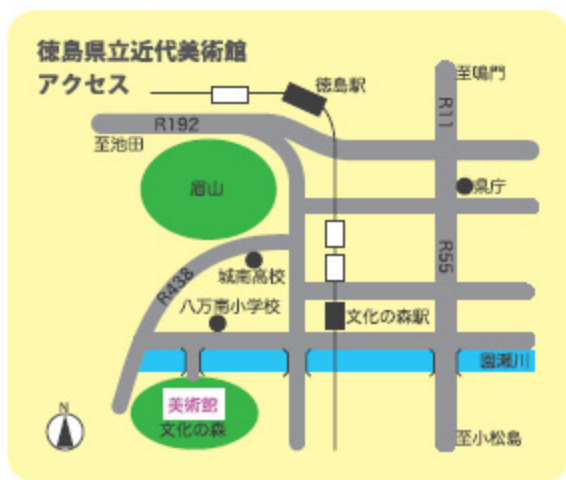 徳島県立近代美術館
アクセス
徳島駅
至鳴門
R11
R192
至池田
眉山
県庁
R55
城南高校
R438
八万南小学校
文化の森駅
園瀬川
美術館
文化の森
N
至小松島